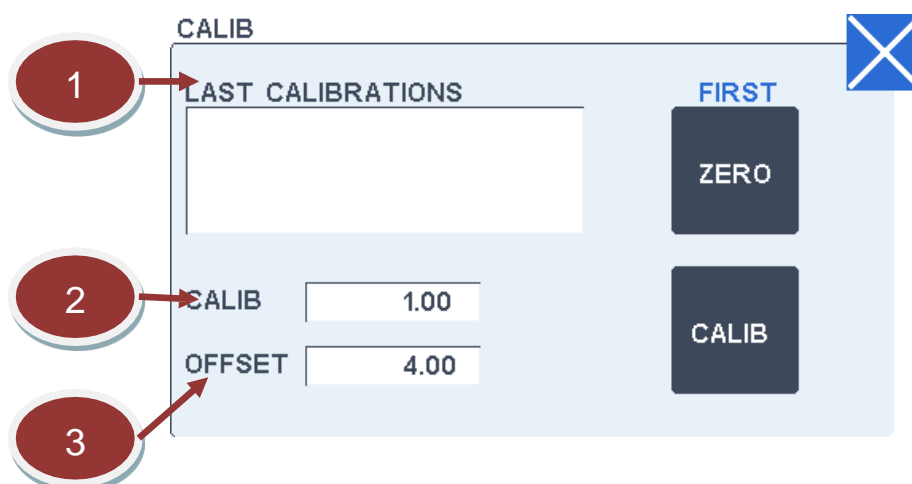 CALIB
1
LAST CALIBRATIONS
FIRST
ZERO
2
CALIB 1.00
CALIB
OFFSET 4.00
3